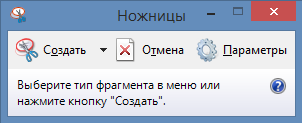 Ножницы
Создать Отмена Параметры
Выберите тип фрагмента в меню или
нажмите кнопку "Создать".